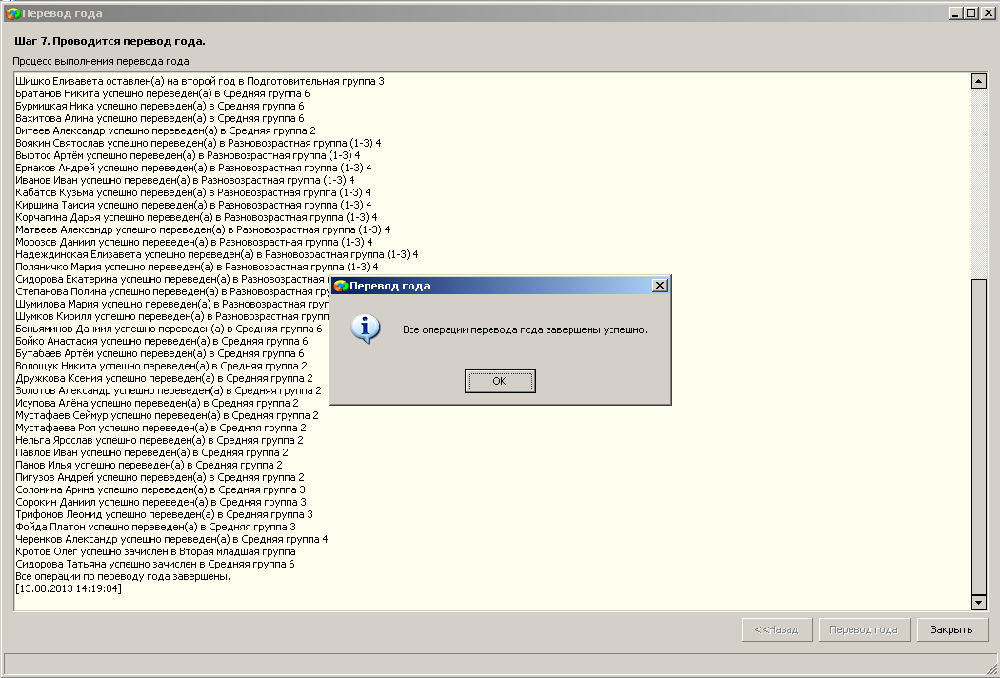 Перевод года
Шаг 7. Проводится перевод года.
Процесс выполнения перевода года
Шишко Елизавета оставлен(а) на второй год в Подготовительная группа 3
Братанов Никита успешно переведен(а) в Средняя группа 6
Бурмицкая Ника успешно переведен(а) в Средняя группа 6
Вахитова Алина успешно переведен(а) в Средняя группа 6
Витеев Александр успешно переведен(а) в Средняя группа 2
Воякин Святослав успешно переведен(а) в Разновозрастная группа (1-3) 4
Выртос Артём успешно переведен(а) в Разновозрастная группа (1-3) 4
Ермаков Андрей успешно переведен(а) в Разновозрастная группа (1-3) 4
Иванов Иван успешно переведен(а) в Разновозрастная группа (1-3) 4
Кабатов Кузьма успешно переведен(а) в Разновозрастная группа (1-3) 4
Киршина Таисия успешно переведен(а) в Разновозрастная группа (1-3) 4
Корчагина Дарья успешно переведен(а) в Разновозрастная группа (1-3) 4
Матвеев Александр успешно переведен(а) в Разновозрастная группа (1-3) 4
Морозов Даниил успешно переведен(а) в Разновозрастная группа (1-3) 4
Надеждинская Елизавета успешно переведен(а) в Разновозрастная группа (1-3) 4
Поляничко Мария успешно переведен(а) в Разновозрастная группа (1-3) 4
Сидорова Екатерина успешно переведен(а) в Разновозрастная
Степанова Полина успешно переведен(а) в Разновозрастная гру
Шумилова Мария успешно переведен(а) в Разновозрастная груп
Шумков Кирилл успешно переведен(а) в Разновозрастная групп
Беньяминов Даниил успешно переведен(а) в Средняя группа 6
Бойко Анастасия успешно переведен(а) в Средняя группа 6
Бутабаев Артём успешно переведен(а) в Средняя группа 6
Волощук Никита успешно переведен(а) в Средняя группа 2
Дружкова Ксения успешно переведен(а) в Средняя группа 2
Золотов Александр успешно переведен(а) в Средняя группа 2
Исупова Алёна успешно переведен(а) в Средняя группа 2
Мустафаев Сеймур успешно переведен(а) в Средняя группа 2
Мустафаева Роя успешно переведен(а) в Средняя группа 2
Нельга Ярослав успешно переведен(а) в Средняя группа 2
Павлов Иван успешно переведен(а) в Средняя группа 2
Панов Илья успешно переведен(а) в Средняя группа 2
Пигузов Андрей успешно переведен(а) в Средняя группа 2
Солонина Арина успешно переведен(а) в Средняя группа 3
Сорокин Даниил успешно переведен(а) в Средняя группа 3
Трифонов Леонид успешно переведен(а) в Средняя группа 3
Фойда Платон успешно переведен(а) в Средняя группа 3
Черенков Александр успешно переведен(а) в Средняя группа 4
Кротов Олег успешно зачислен в Вторая младшая группа
Сидорова Татьяна успешно зачислен в Средняя группа 6
Все операции по переводу года завершены.
[13.08.2013 14:19:04]
Перевод года
Все операции перевода года завершены успешно.
OK
<<Назад
Перевод года
Закрыть